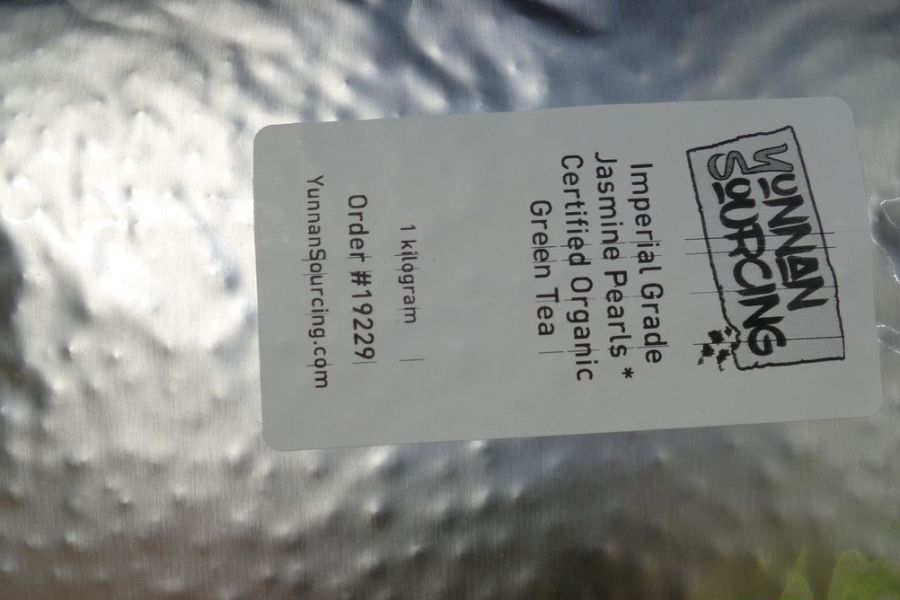 YUNNAN
SOURCING
Imperial Grade
Jasmine Pearls *
Certified Organic
Green Tea
1 kilogram
Order #19229
YunnanSourcing.com